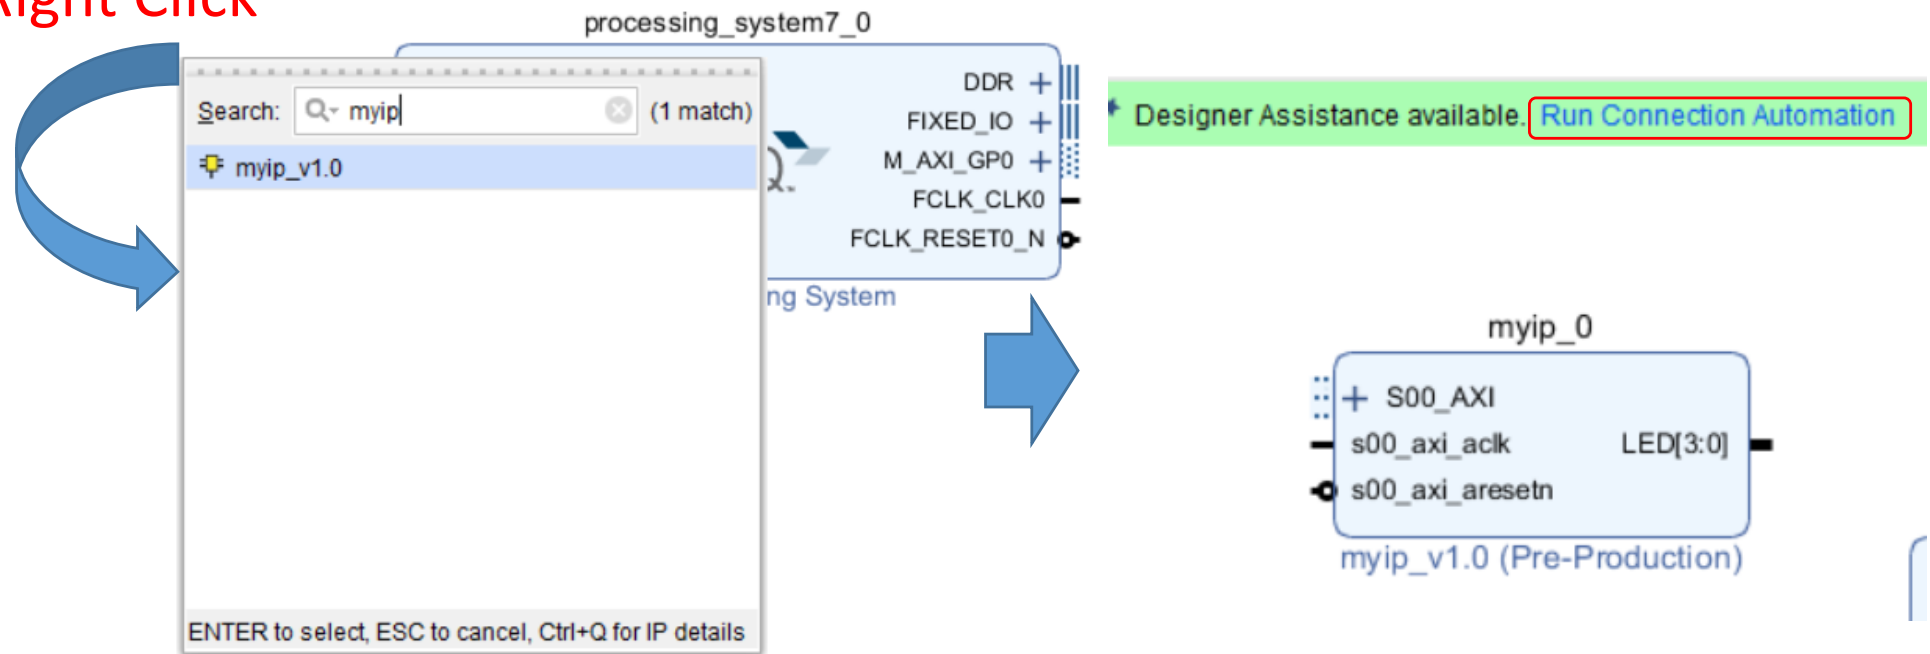 Right Click
processing_system7_0
Search: myip (1 match)
myip_v1.0
ENTER to select, ESC to cancel, Ctrl+Q for IP details
DDR
FIXED_IO
M_AXI_GP0
FCLK_CLK0
FCLK_RESET0_N
ng System
Designer Assistance available. Run Connection Automation
myip_0
S00_AXI
s00_axi_aclk LED[3:0]
s00_axi_aresetn
myip_v1.0 (Pre-Production)